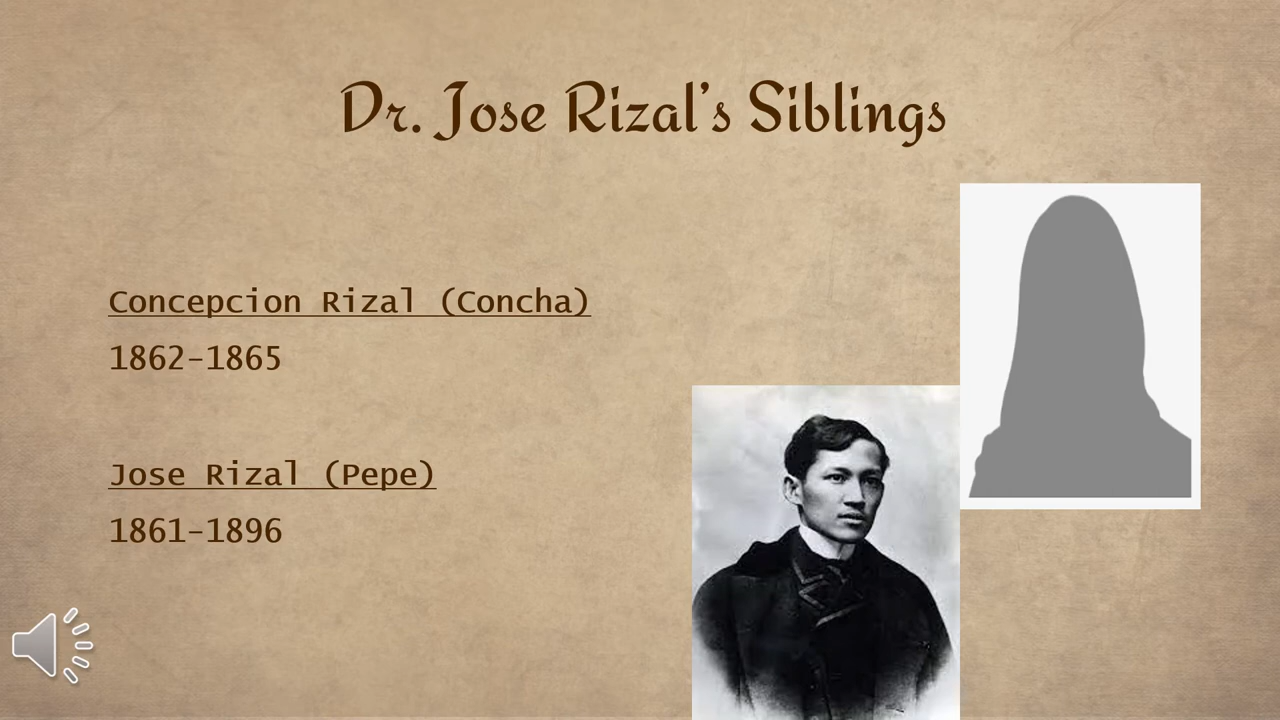 Dr. Jose Rizal’s Siblings
Concepcion Rizal (Concha)
1862-1865
Jose Rizal (Pepe)
1861-1896